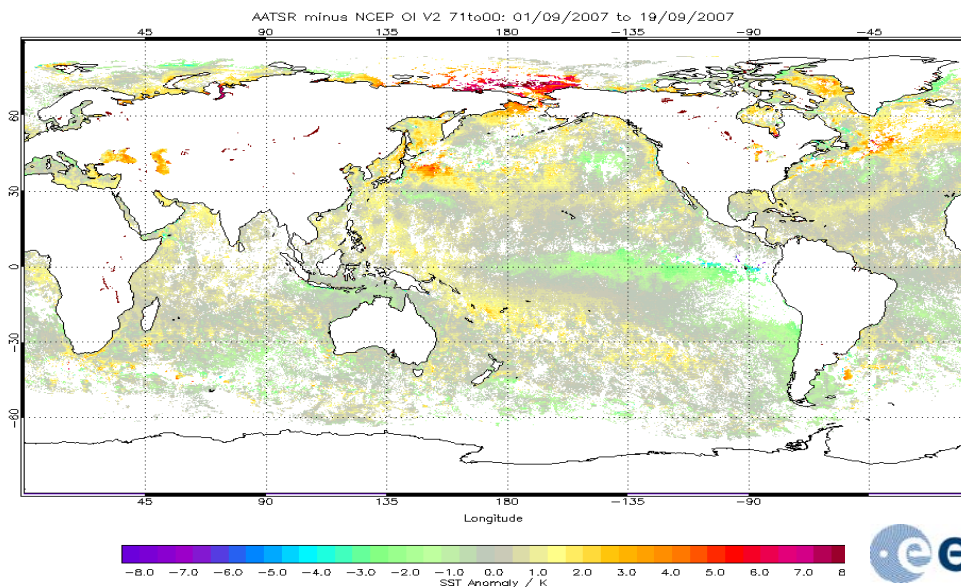 AATSR minus NCEP OI V2 71to00: 01/09/2007 to 19/09/2007
45 90 135 180 −135 −90 −45
60
30
0
−30
−60
45 90 135 180 −135 −90 −45
Longitude
−8.0 −7.0 −6.0 −5.0 −4.0 −3.0 −2.0 −1.0 0.0 1.0 2.0 3.0 4.0 5.0 6.0 7.0 8
SST Anomaly / K
ee